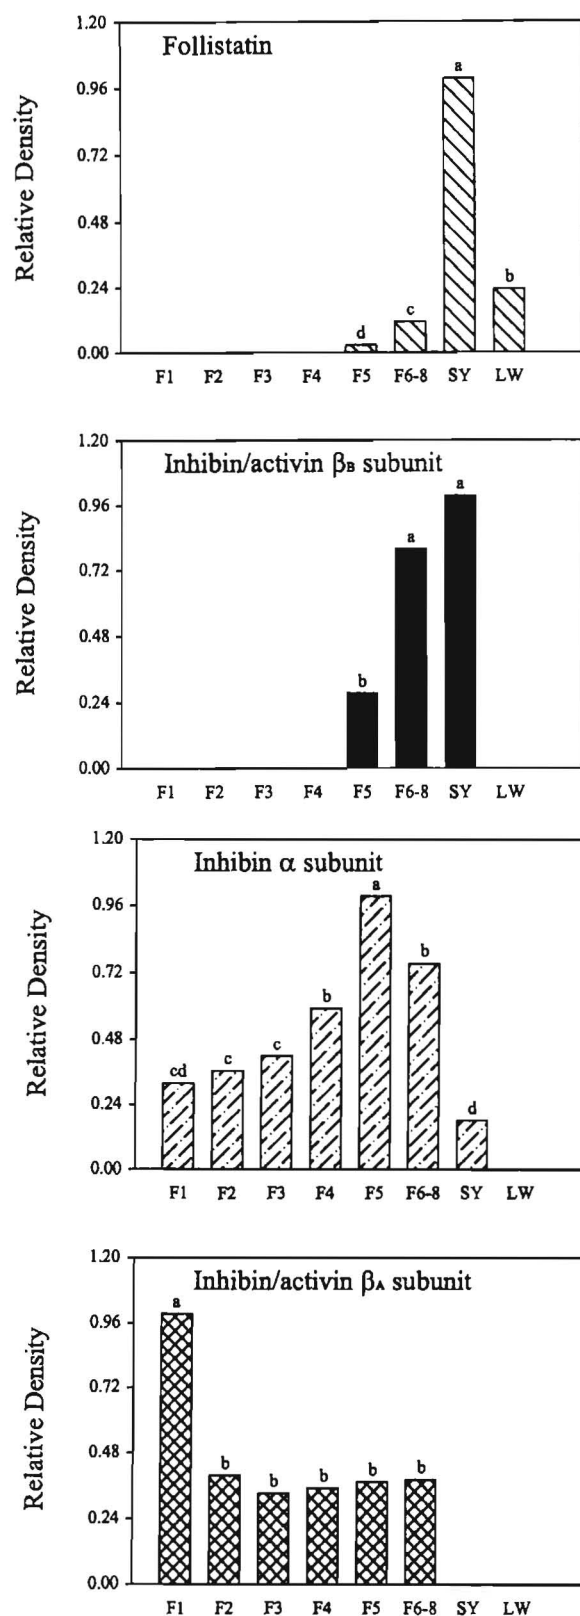 Follistatin
Relative Density
1.20
0.96
0.72
0.48
0.24
0.00
d
c
a
b
F1 F2 F3 F4 F5 F6-8 SY LW
Inhibin/activin βB subunit
Relative Density
1.20
0.96
0.72
0.48
0.24
0.00
b
a
a
F1 F2 F3 F4 F5 F6-8 SY LW
Inhibin α subunit
Relative Density
1.20
0.96
0.72
0.48
0.24
0.00
cd
c
c
b
a
b
d
F1 F2 F3 F4 F5 F6-8 SY LW
Inhibin/activin βA subunit
Relative Density
1.20
0.96
0.72
0.48
0.24
0.00
a
b
b
b
b
b
F1 F2 F3 F4 F5 F6-8 SY LW